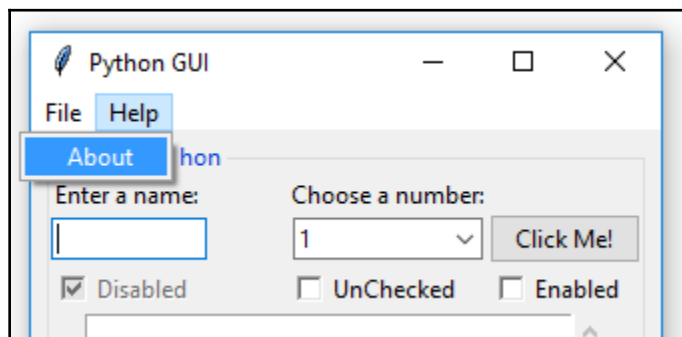 Python GUI
File Help
About hon
Enter a name: Choose a number:
1 Click Me!
Disabled UnChecked Enabled